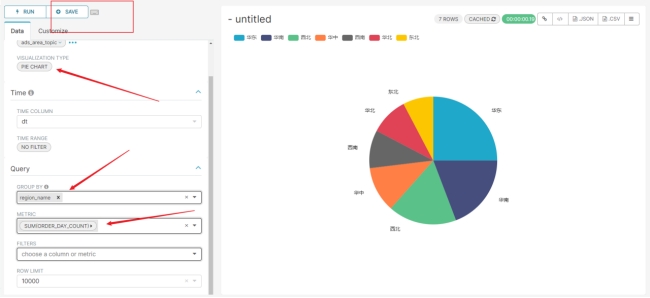 RUN
SAVE
Data
Customize
ads_area_topic
VISUALIZATION TYPE
PIE CHART
Time
TIME COLUMN
dt
TIME RANGE
NO FILTER
Query
GROUP BY
region_name
METRIC
SUM(ORDER_DAY_COUNT)
FILTERS
choose a column or metric
ROW LIMIT
10000
- untitled
7 ROWS
CACHED
00:00:00.15
.JSON
.CSV
华东 华南 西北 华中 西南 华北 东北
东北
华北
华东
西南
华中
华南
西北